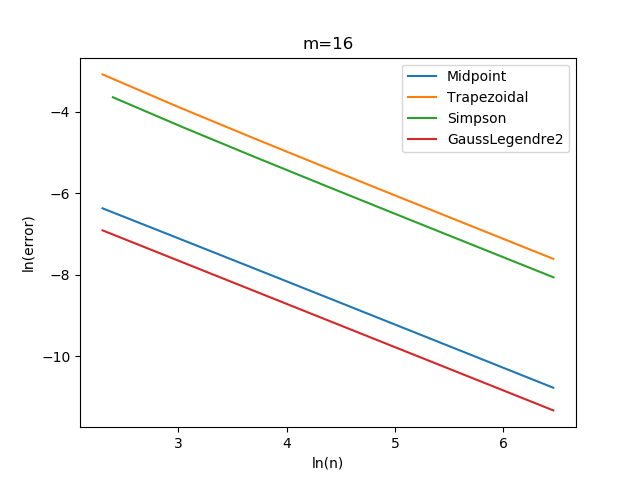 m=16
Midpoint
Trapezoidal
Simpson
GaussLegendre2
ln(error)
−4
−6
−8
−10
3 4 5 6
ln(n)